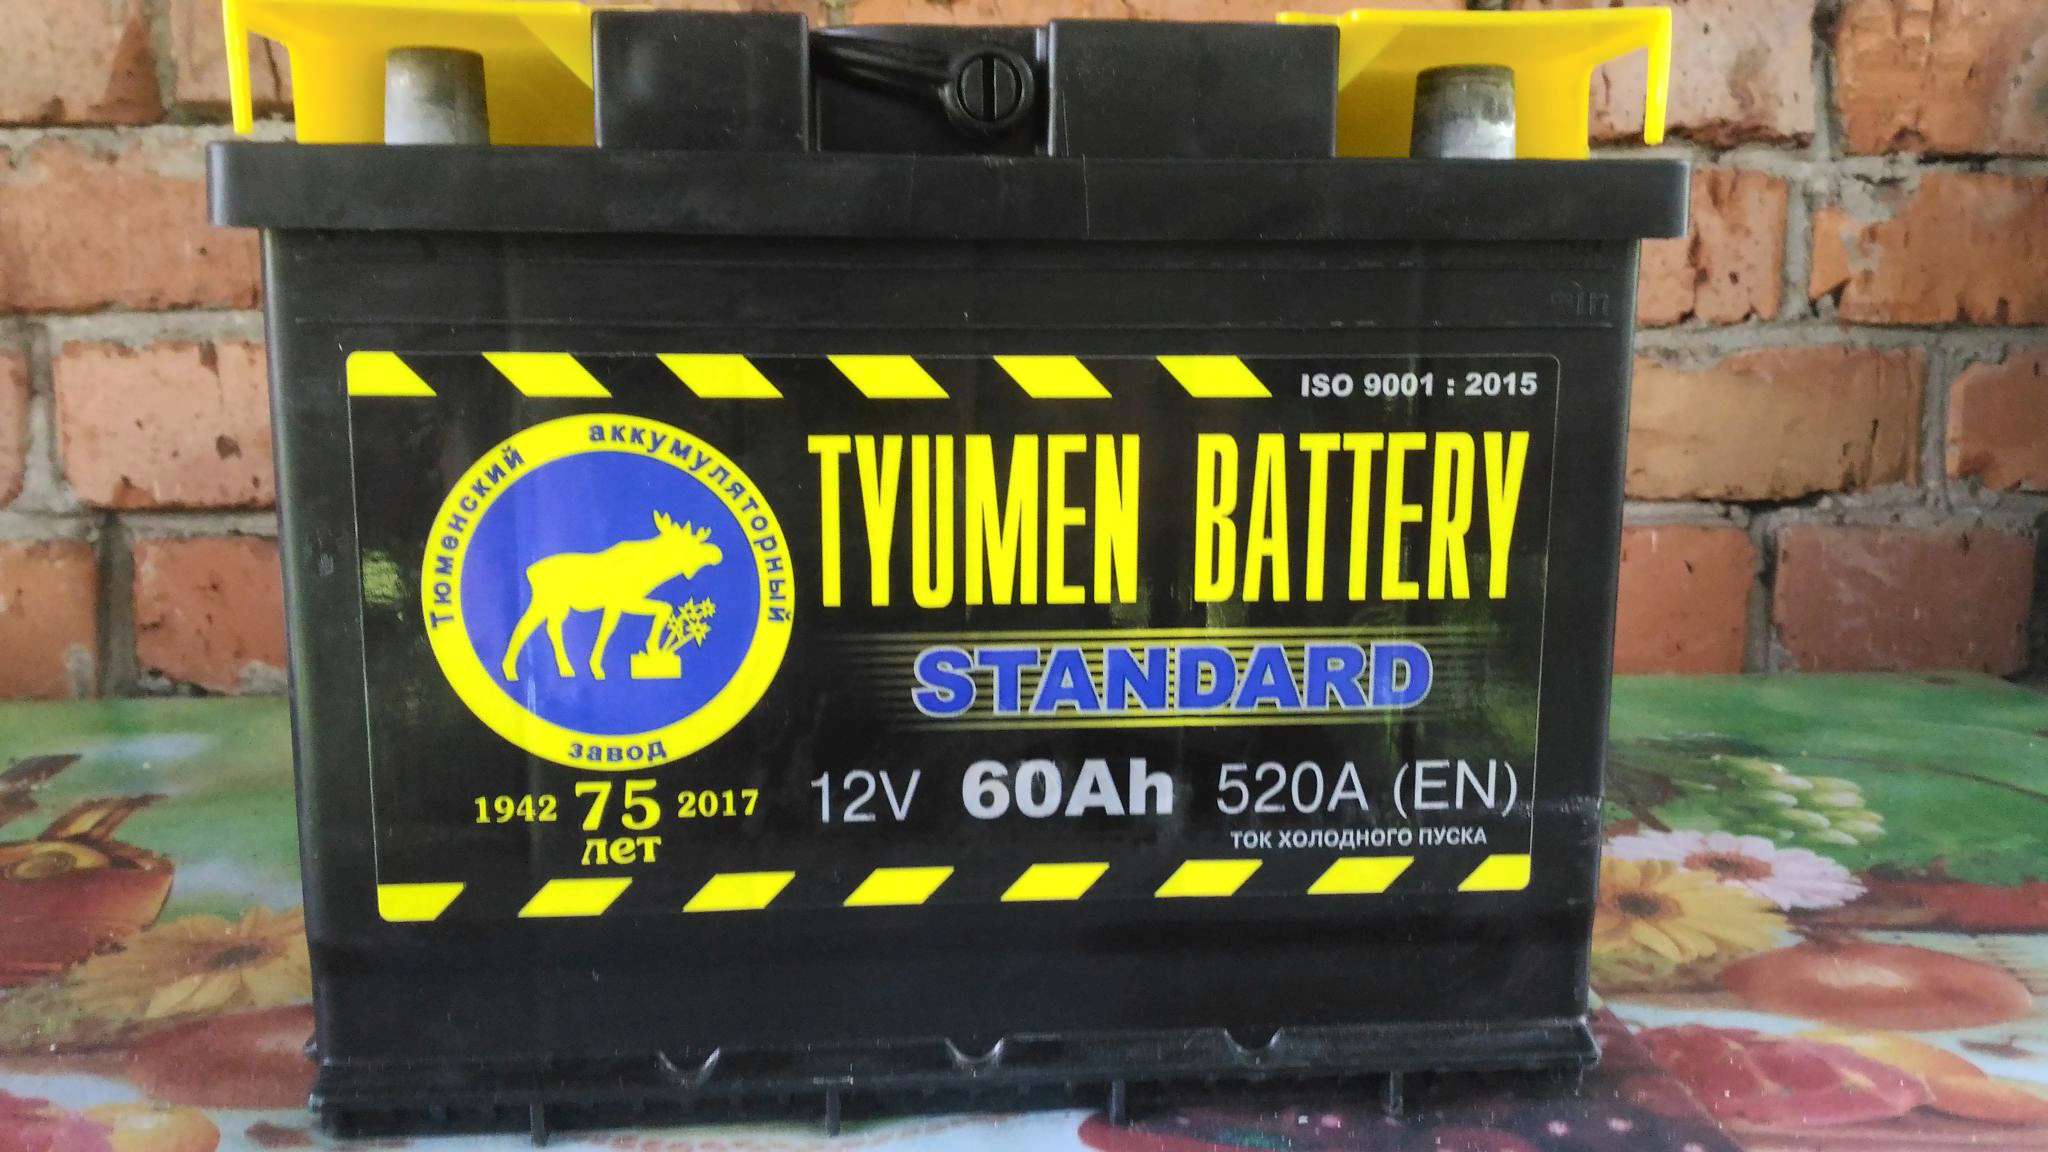 ISO 9001 : 2015
Тюменский аккумуляторный
завод
TYUMEN BATTERY
STANDARD
12V 60Ah 520A (EN)
ТОК ХОЛОДНОГО ПУСКА
1942 75 2017
лет